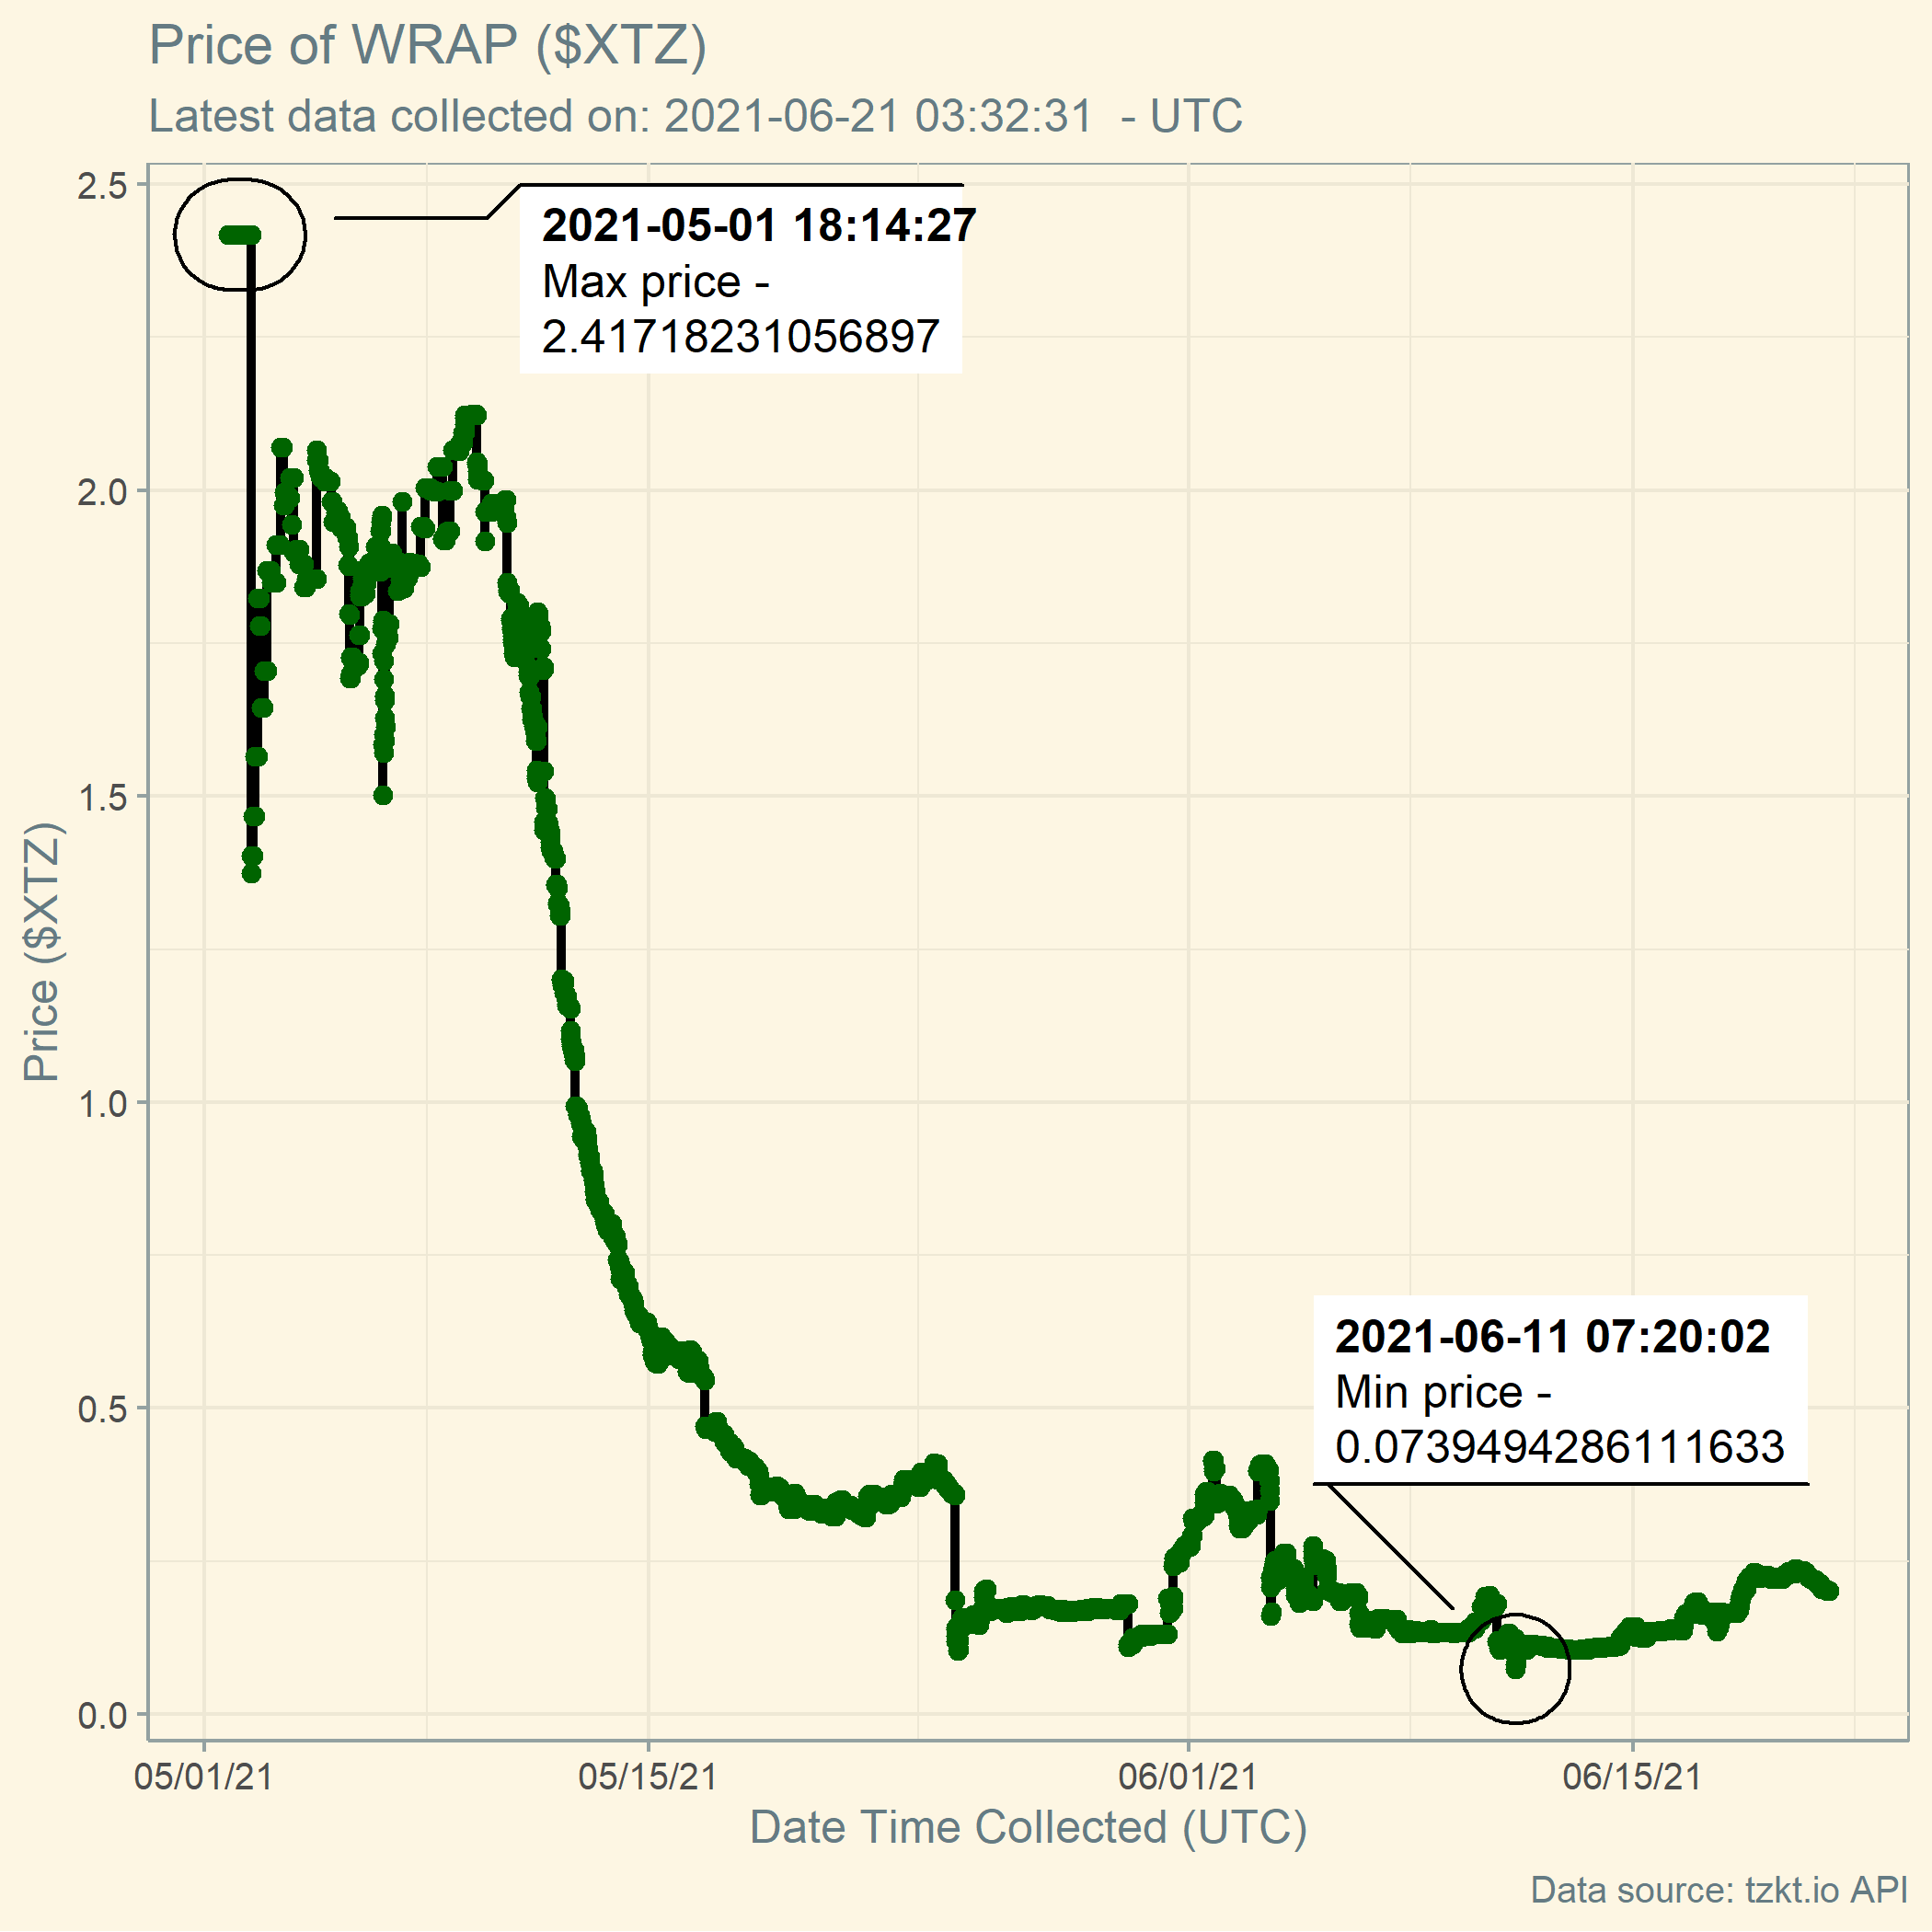 Price of WRAP ($XTZ)
Latest data collected on: 2021-06-21 03:32:31  - UTC
2.5
2.0
1.5
1.0
0.5
0.0
Price ($XTZ)
2021-05-01 18:14:27
Max price -
2.41718231056897
2021-06-11 07:20:02
Min price -
0.0739494286111633
05/01/21
05/15/21
06/01/21
06/15/21
Date Time Collected (UTC)
Data source: tzkt.io API